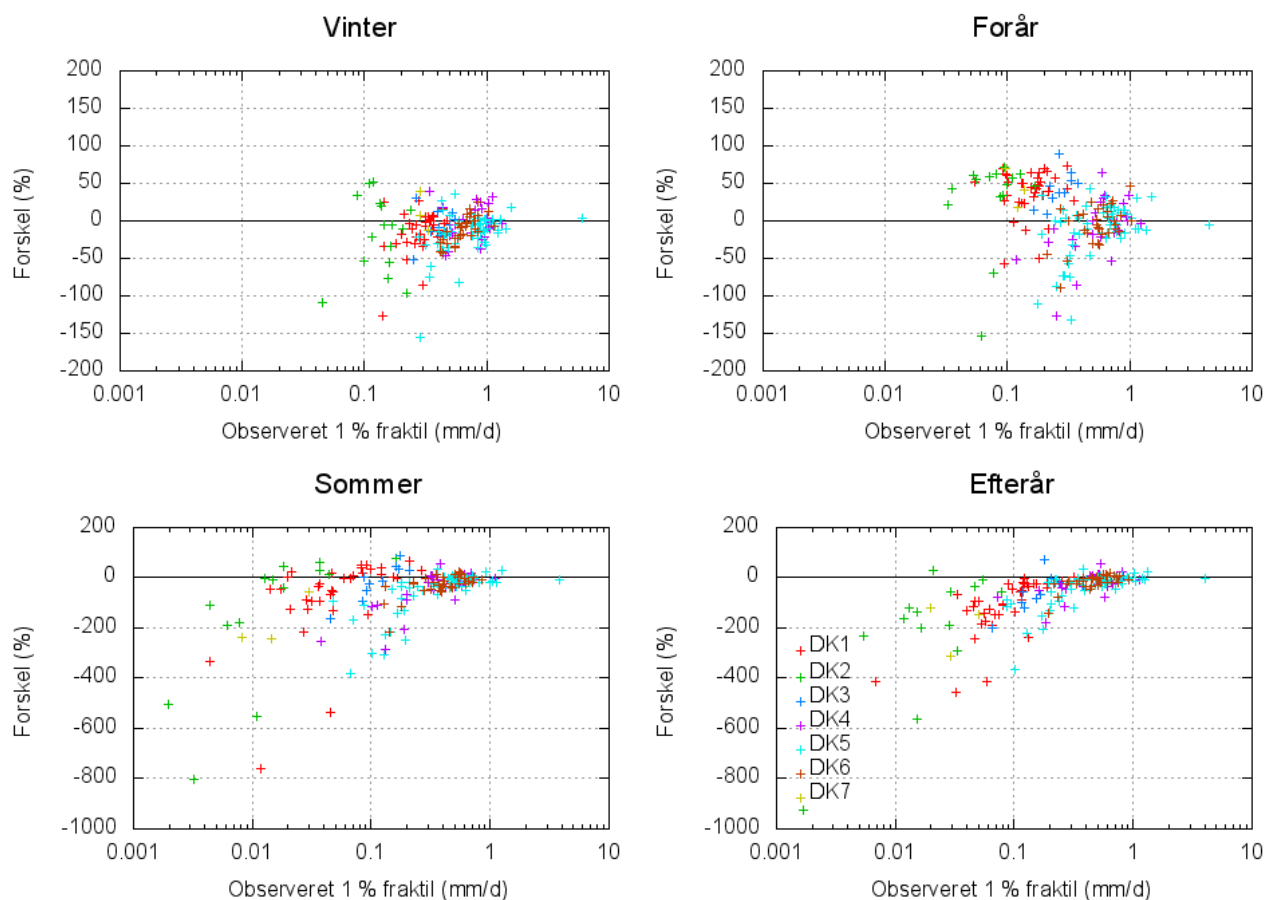 Vinter
Forskel (%)
200
150
100
50
0
-50
-100
-150
-200
0.001
0.01
0.1
1
10
Observeret 1 % fraktil (mm/d)
Forår
Forskel (%)
200
150
100
50
0
-50
-100
-150
-200
0.001
0.01
0.1
1
10
Observeret 1 % fraktil (mm/d)
Sommer
Forskel (%)
200
0
-200
-400
-600
-800
-1000
0.001
0.01
0.1
1
10
Observeret 1 % fraktil (mm/d)
Efterår
Forskel (%)
200
0
-200
-400
-600
-800
-1000
DK1
DK2
DK3
DK4
DK5
DK6
DK7
0.001
0.01
0.1
1
10
Observeret 1 % fraktil (mm/d)